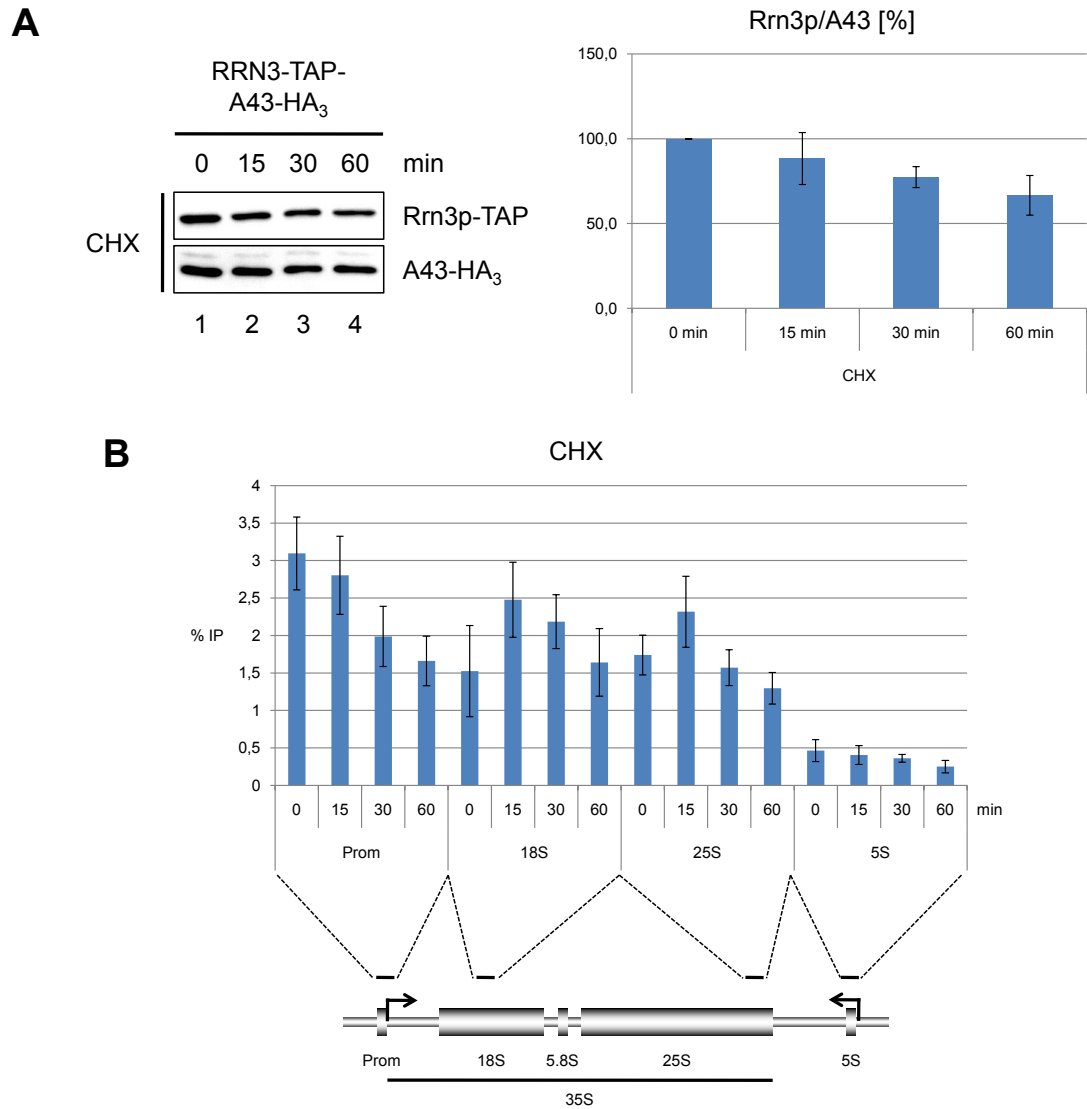 A
RRN3-TAP-
A43-HA3
0 15 30 60 min
CHX
Rrn3p-TAP
A43-HA3
1 2 3 4
Rrn3p/A43 [%]
150,0
100,0
50,0
0,0
0 min 15 min 30 min 60 min
CHX
B
CHX
4
3,5
3
2,5
% IP
2
1,5
1
0,5
0
0 15 30 60 0 15 30 60 0 15 30 60 0 15 30 60 min
Prom 18S 25S 5S
Prom 18S 5.8S 25S 5S
35S